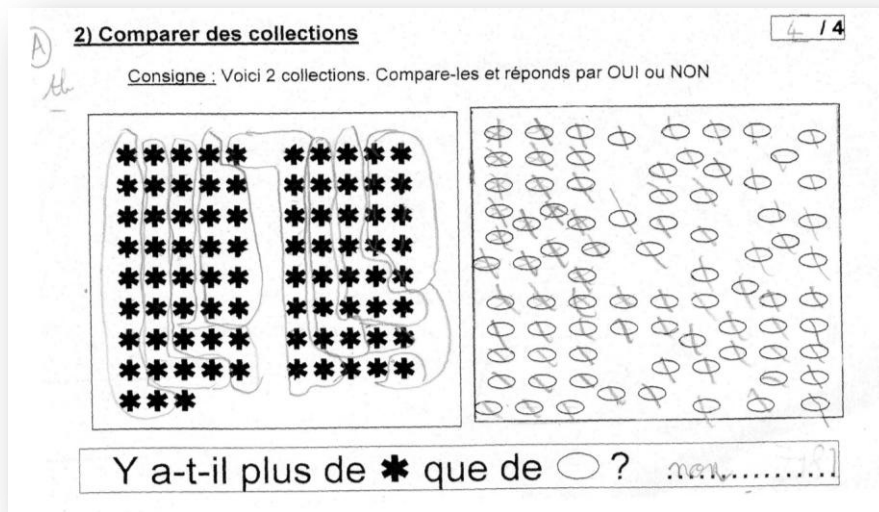 A
2) Comparer des collections
4 / 4
tb
Consigne : Voici 2 collections. Compare-les et réponds par OUI ou NON
Y a-t-il plus de ✱ que de ⬭ ? non..............